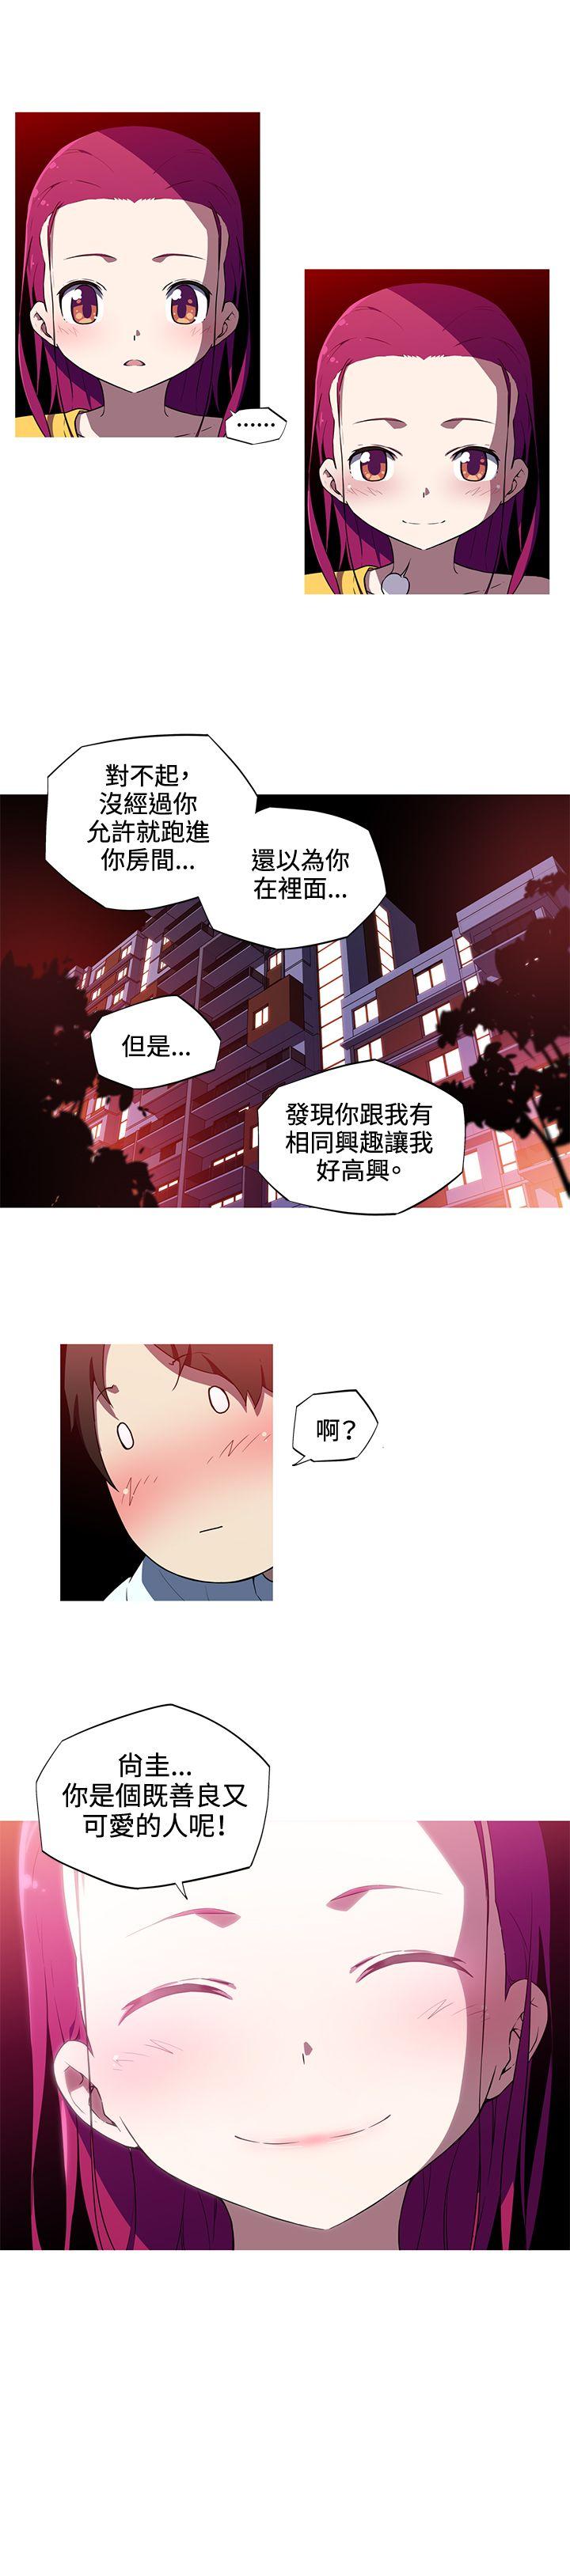 ......
對不起，
沒經過你
允許就跑進
你房間...
還以為你
在裡面...
但是...
發現你跟我有
相同興趣讓我
好高興。
啊？
尙圭...
你是個既善良又
可愛的人呢！